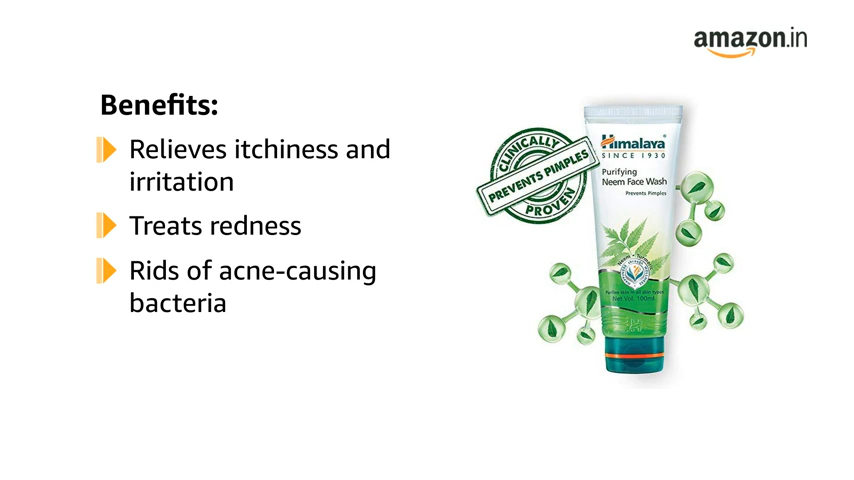 amazon.in
Benefits:
Relieves itchiness and
irritation
Treats redness
Rids of acne-causing
bacteria
CLINICALLY
PREVENTS PIMPLES
PROVEN
Himalaya
SINCE 1930
Purifying
Neem Face Wash
Prevents Pimples
Net Vol. 100ml